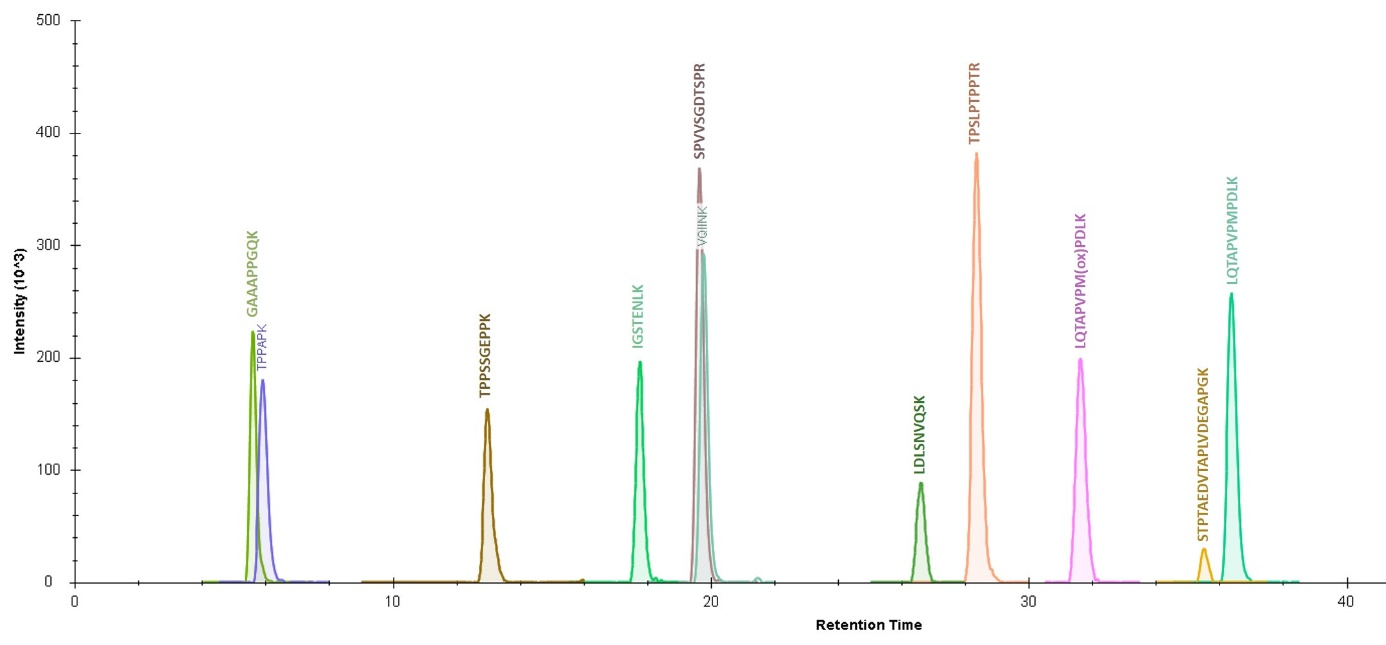 500
400
300
200
100
0
Intensity (10^3)
GAAAPPGQK
TPPAPK
TPPSSGEPPK
IGSTENLK
SPVVSGDTSPR
VQIINK
LDLSNVQSK
TPSLPTPPTR
LQTAPVPM(ox)PDLK
STPTAEDVTAPLVDEGAPGK
LQTAPVPMPDLK
0 10 20 30 40
Retention Time